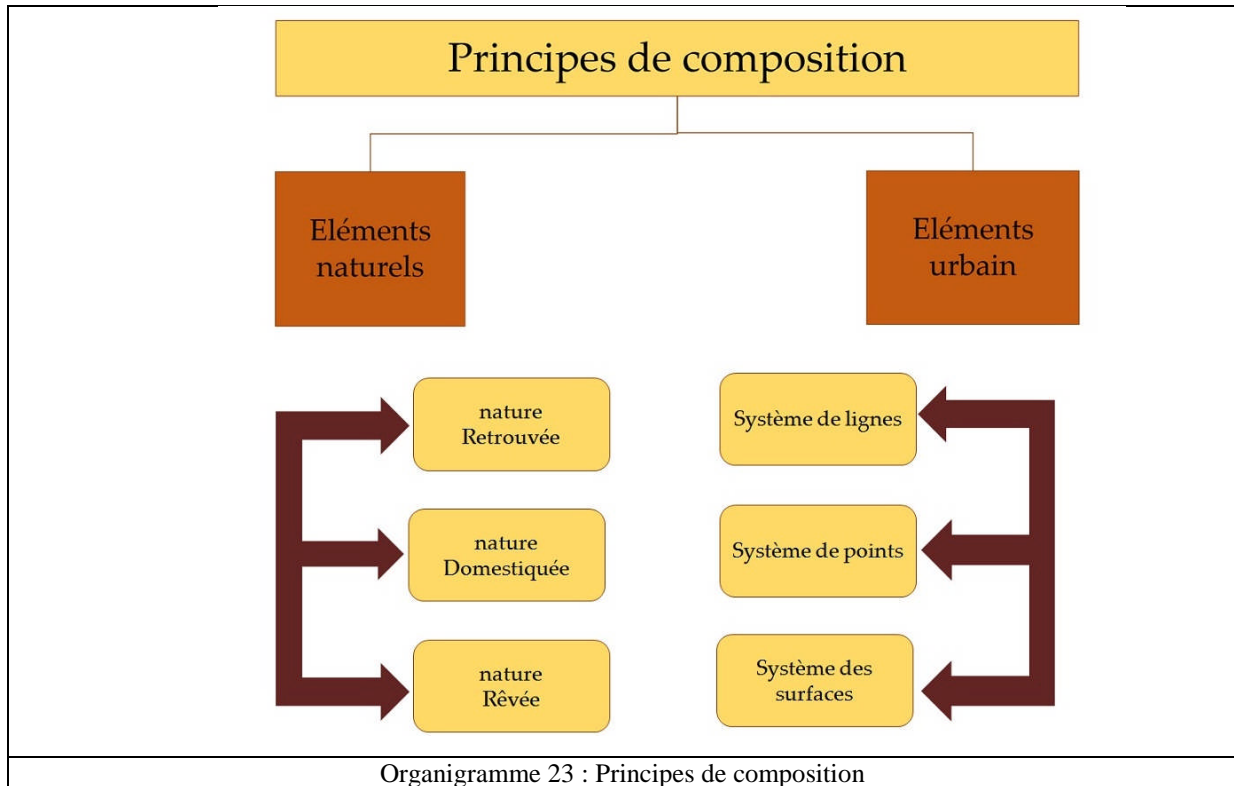 Principes de composition
Eléments
naturels
Eléments
urbain
nature
Retrouvée
Système de lignes
nature
Domestiquée
Système de points
nature
Rêvée
Système des
surfaces
Organigramme 23 : Principes de composition